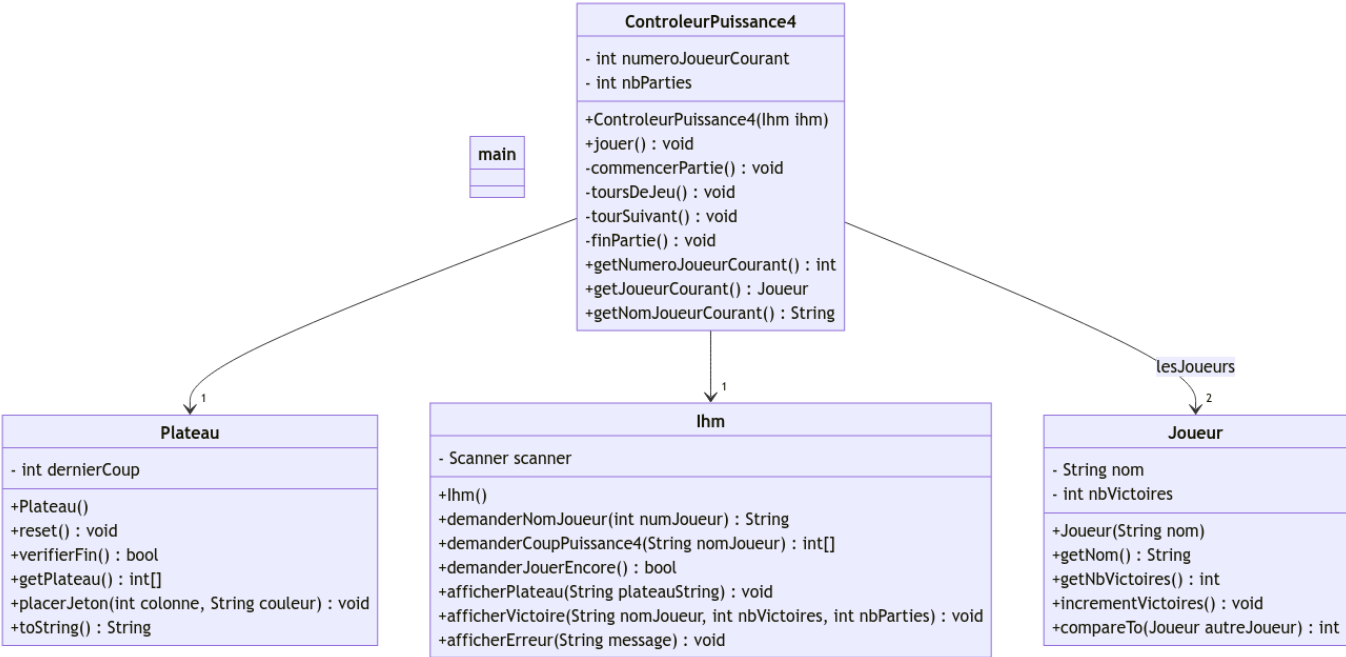 ControleurPuissance4
- int numeroJoueurCourant
- int nbParties
+ControleurPuissance4(Ihm ihm)
+jouer() : void
-commencerPartie() : void
-toursDeJeu() : void
-tourSuivant() : void
-finPartie() : void
+getNumeroJoueurCourant() : int
+getJoueurCourant() : Joueur
+getNomJoueurCourant() : String
main
1
1
lesJoueurs
2
Plateau
- int dernierCoup
+Plateau()
+reset() : void
+verifierFin() : bool
+getPlateau() : int[]
+placerJeton(int colonne, String couleur) : void
+toString() : String
Ihm
- Scanner scanner
+Ihm()
+demanderNomJoueur(int numJoueur) : String
+demanderCoupPuissance4(String nomJoueur) : int[]
+demanderJouerEncore() : bool
+afficherPlateau(String plateauString) : void
+afficherVictoire(String nomJoueur, int nbVictoires, int nbParties) : void
+afficherErreur(String message) : void
Joueur
- String nom
- int nbVictoires
+Joueur(String nom)
+getNom() : String
+getNbVictoires() : int
+incrementVictoires() : void
+compareTo(Joueur autreJoueur) : int